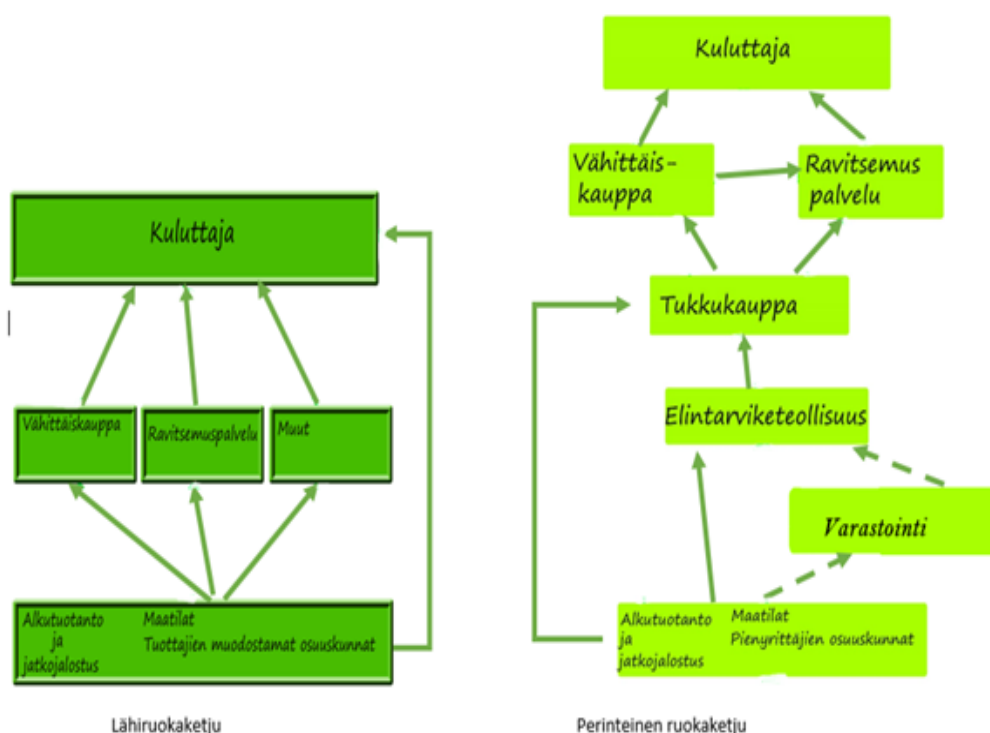 Kuluttaja
Vähittäiskauppa
Ravitsemuspalvelu
Muut
Alkutuotanto
ja
jatkojalostus
Maatilat
Tuottajien muodostamat osuuskunnat
Lähiruokaketju
Kuluttaja
Vähittäis-
kauppa
Ravitsemus
palvelu
Tukkukauppa
Elintarviketeollisuus
Varastointi
Alkutuotanto
ja
jatkojalostus
Maatilat
Pienyrittäjien osuuskunnat
Perinteinen ruokaketju